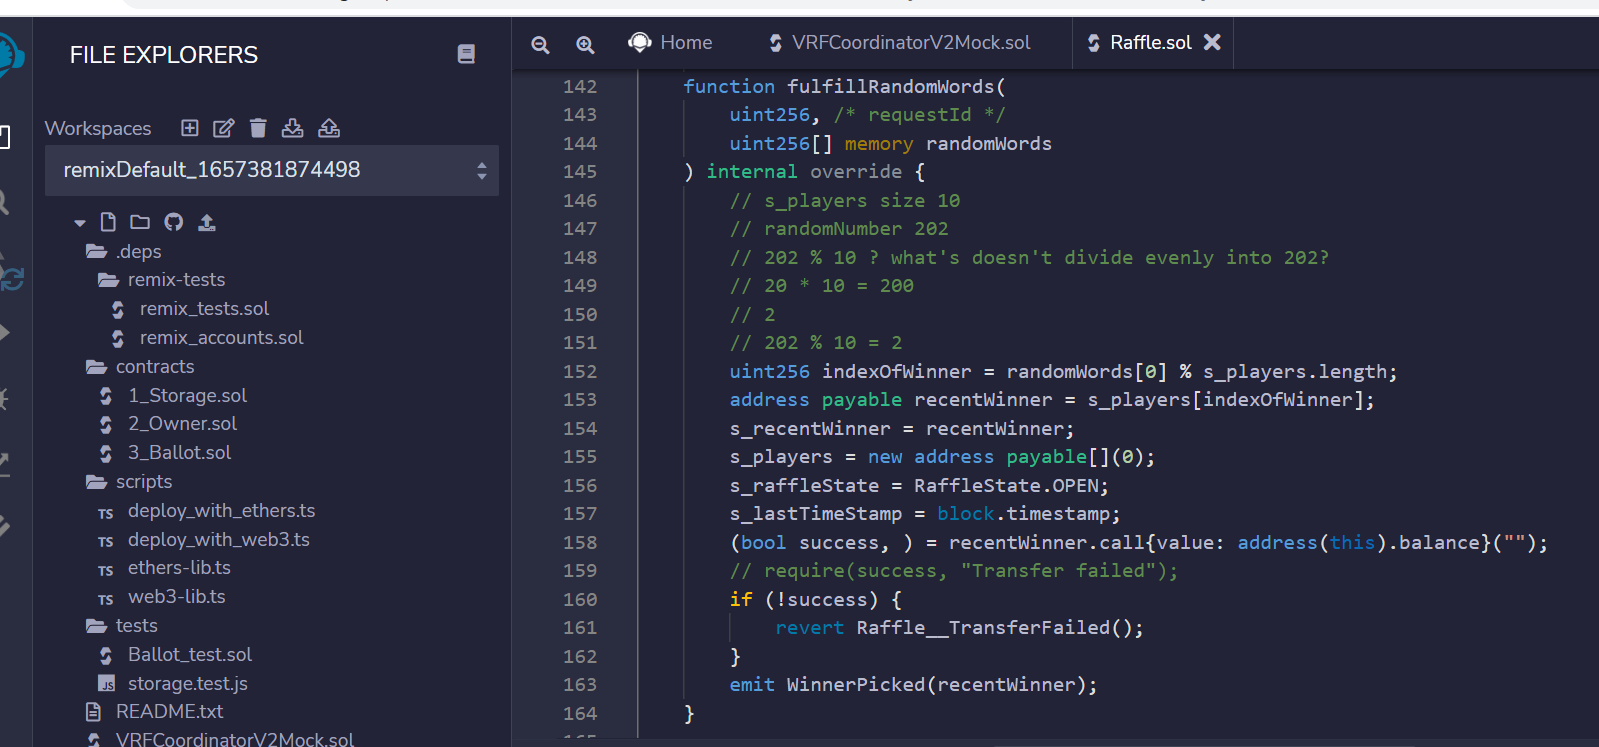 FILE EXPLORERS
Workspaces
remixDefault_1657381874498
.deps
remix-tests
remix_tests.sol
remix_accounts.sol
contracts
1_Storage.sol
2_Owner.sol
3_Ballot.sol
scripts
TS deploy_with_ethers.ts
TS deploy_with_web3.ts
TS ethers-lib.ts
TS web3-lib.ts
tests
Ballot_test.sol
JS storage.test.js
README.txt
VRFCoordinatorV2Mock.sol
Home VRFCoordinatorV2Mock.sol Raffle.sol
142 function fulfillRandomWords(
143 uint256, /* requestId */
144 uint256[] memory randomWords
145 ) internal override {
146 // s_players size 10
147 // randomNumber 202
148 // 202 % 10 ? what's doesn't divide evenly into 202?
149 // 20 * 10 = 200
150 // 2
151 // 202 % 10 = 2
152 uint256 indexOfWinner = randomWords[0] % s_players.length;
153 address payable recentWinner = s_players[indexOfWinner];
154 s_recentWinner = recentWinner;
155 s_players = new address payable[](0);
156 s_raffleState = RaffleState.OPEN;
157 s_lastTimeStamp = block.timestamp;
158 (bool success, ) = recentWinner.call{value: address(this).balance}("");
159 // require(success, "Transfer failed");
160 if (!success) {
161 revert Raffle__TransferFailed();
162 }
163 emit WinnerPicked(recentWinner);
164 }